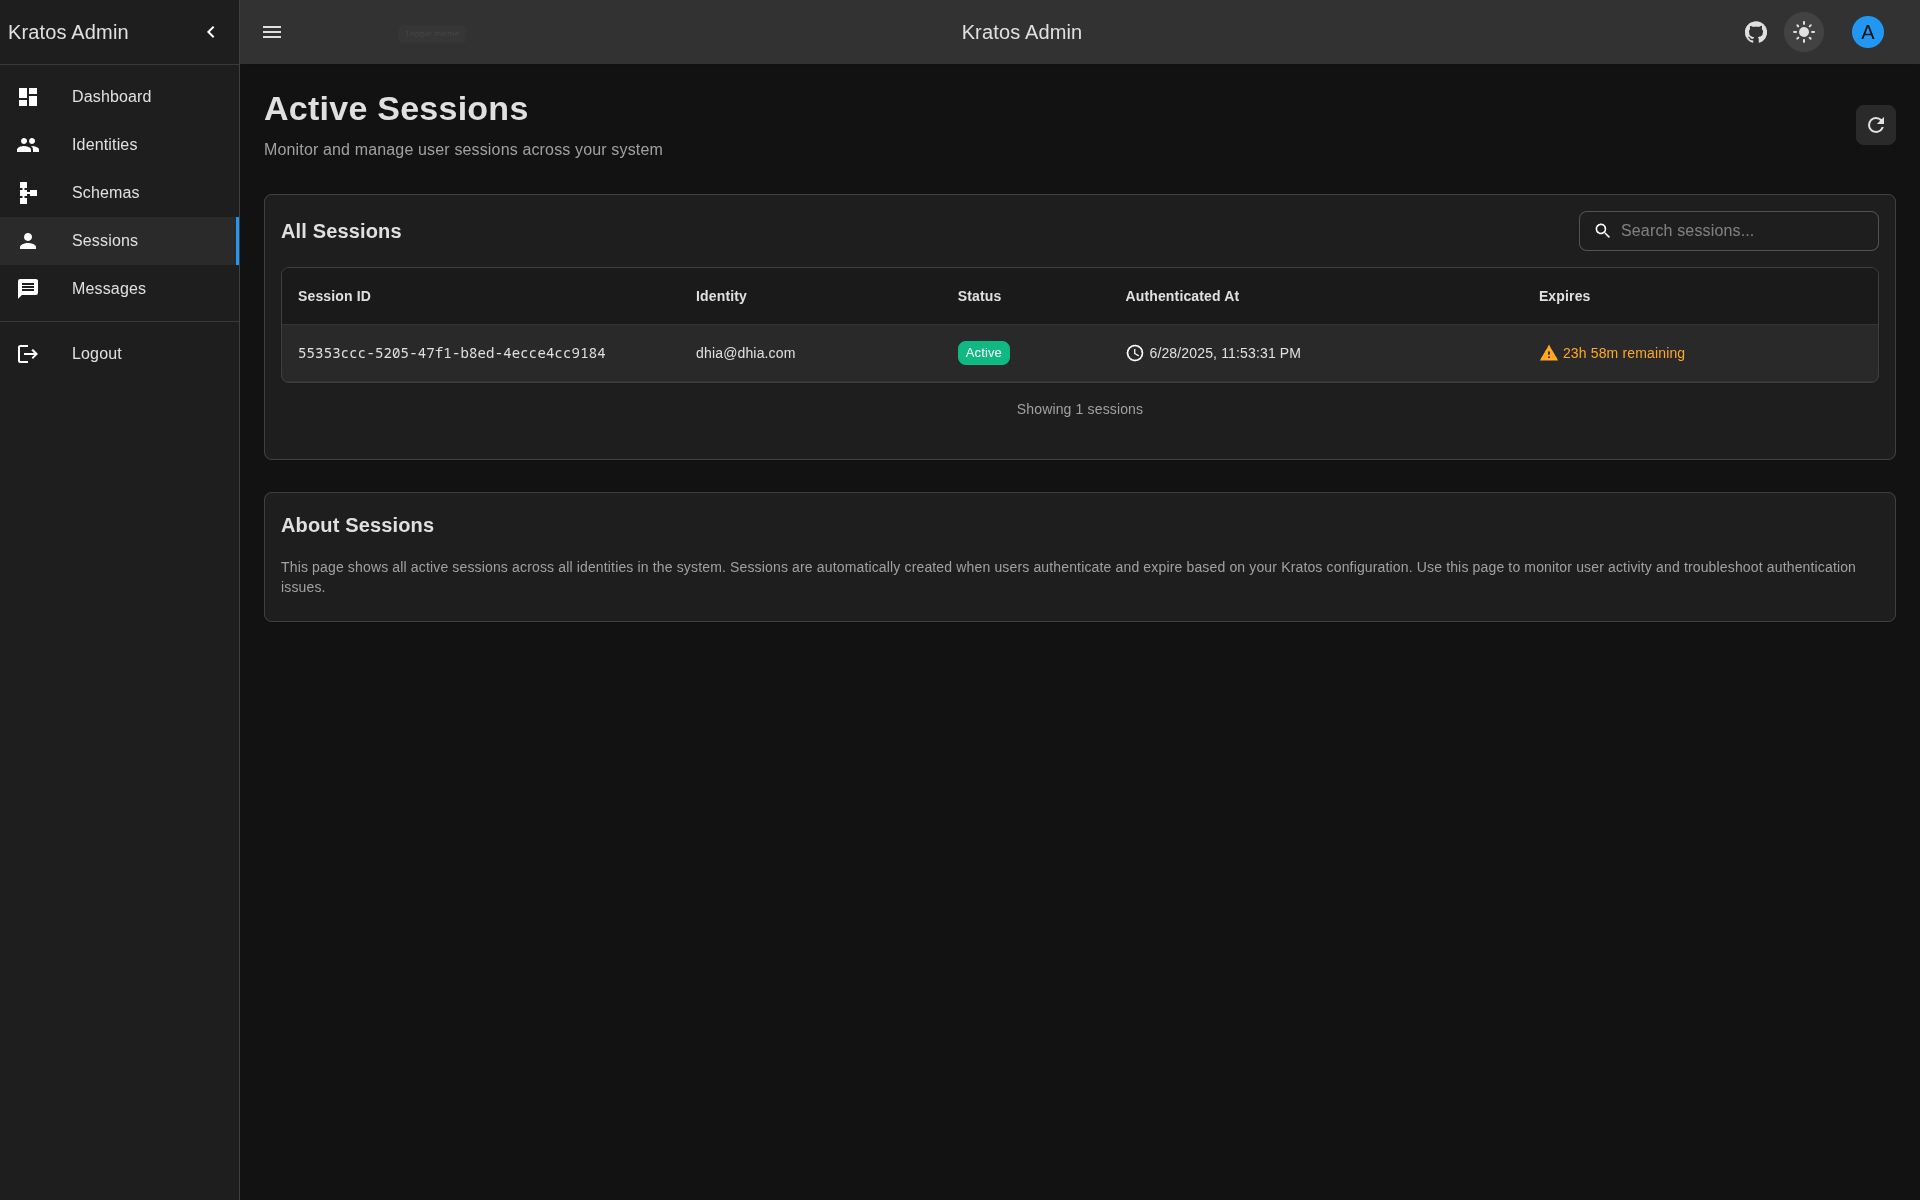 Kratos Admin
Kratos Admin
A
Dashboard
Identities
Schemas
Sessions
Messages
Logout
Active Sessions
Monitor and manage user sessions across your system
All Sessions
Search sessions...
Session ID Identity Status Authenticated At Expires
55353ccc-5205-47f1-b8ed-4ecce4cc9184 dhia@dhia.com Active 6/28/2025, 11:53:31 PM 23h 58m remaining
Showing 1 sessions
About Sessions
This page shows all active sessions across all identities in the system. Sessions are automatically created when users authenticate and expire based on your Kratos configuration. Use this page to monitor user activity and troubleshoot authentication
issues.